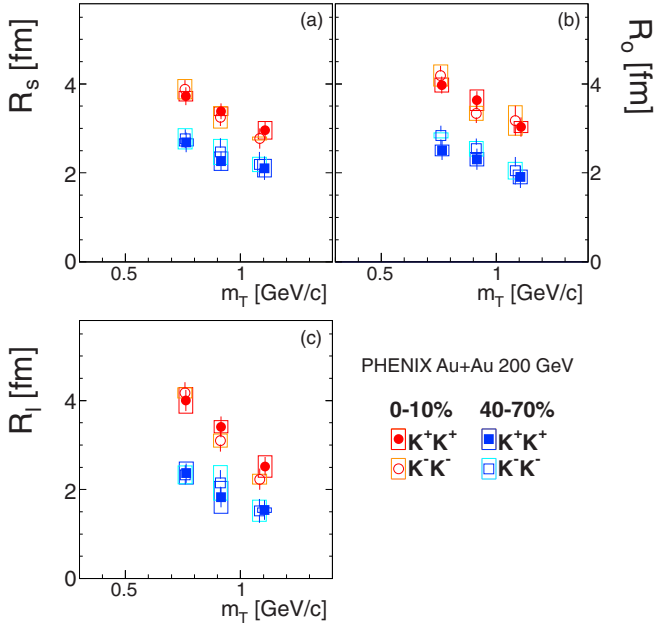 (a)
R_s [fm]
4
2
0
0.5
1
m_T [GeV/c]
(b)
R_o [fm]
4
2
0
0.5
1
m_T [GeV/c]
(c)
R_l [fm]
4
2
0
0.5
1
m_T [GeV/c]
PHENIX Au+Au 200 GeV
0-10% 40-70%
K⁺K⁺ K⁺K⁺
K⁻K⁻ K⁻K⁻